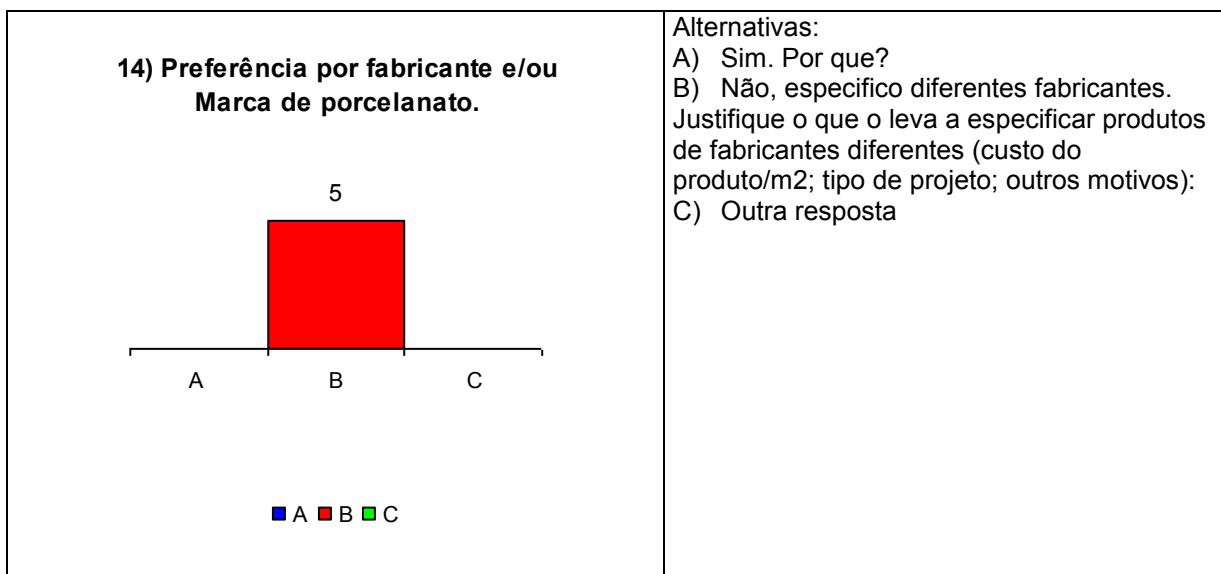 14) Preferência por fabricante e/ou
Marca de porcelanato.
5
A B C
A B C
Alternativas:
A) Sim. Por que?
B) Não, especifico diferentes fabricantes.
Justifique o que o leva a especificar produtos
de fabricantes diferentes (custo do
produto/m2; tipo de projeto; outros motivos):
C) Outra resposta